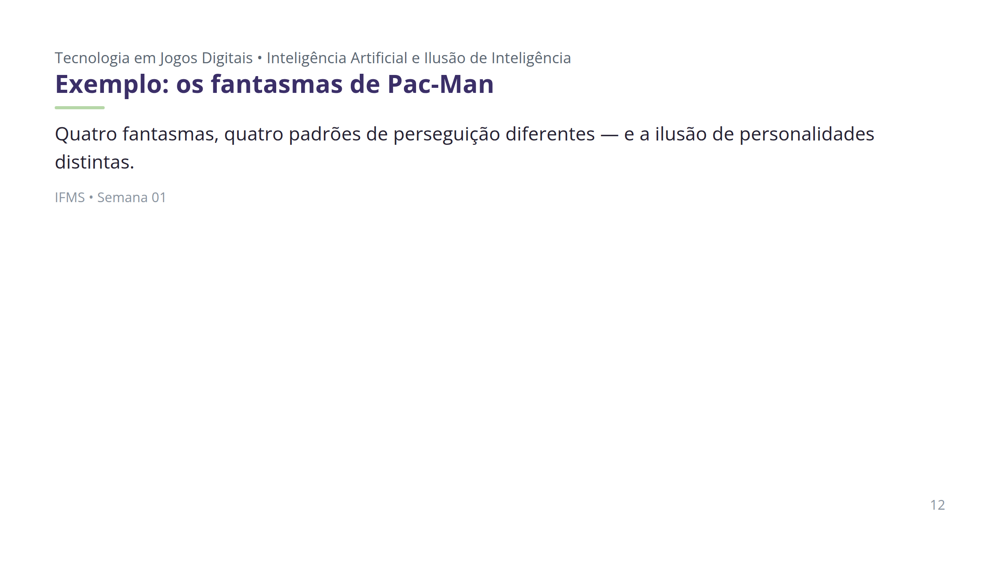 Tecnologia em Jogos Digitais • Inteligência Artificial e Ilusão de Inteligência
Exemplo: os fantasmas de Pac-Man
Quatro fantasmas, quatro padrões de perseguição diferentes — e a ilusão de personalidades
distintas.
IFMS • Semana 01
12